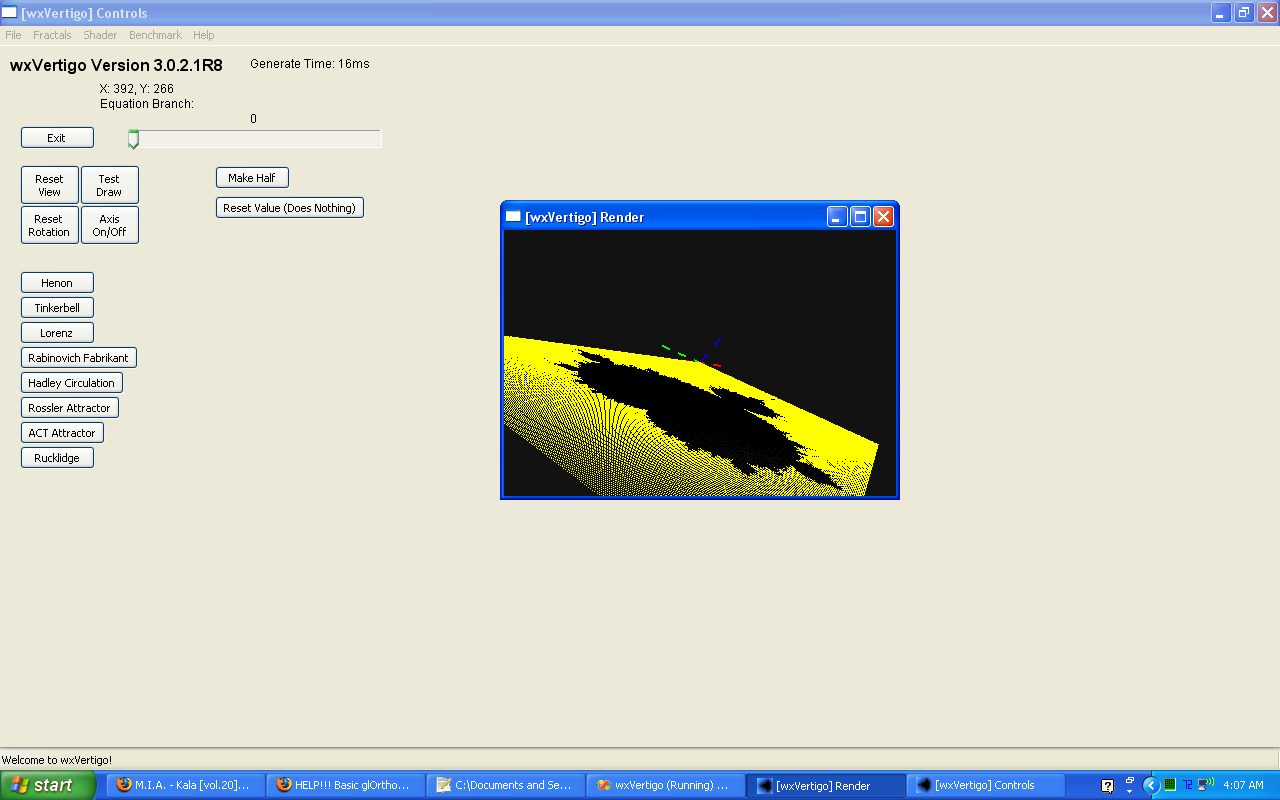 [wxVertigo] Controls
File Fractals Shader Benchmark Help
wxVertigo Version 3.0.2.1R8
Generate Time: 16ms
X: 392, Y: 266
Equation Branch:
0
Exit
Reset View
Test Draw
Make Half
Reset Value (Does Nothing)
Reset Rotation
Axis On/Off
[wxVertigo] Render
Henon
Tinkerbell
Lorenz
Rabinovich Fabrikant
Hadley Circulation
Rossler Attractor
ACT Attractor
Rucklidge
Welcome to wxVertigo!
start
M.I.A. - Kala [vol.20]...
HELP!!! Basic glOrtho...
C:\Documents and Se...
wxVertigo (Running) ...
[wxVertigo] Render
[wxVertigo] Controls
72
4:07 AM